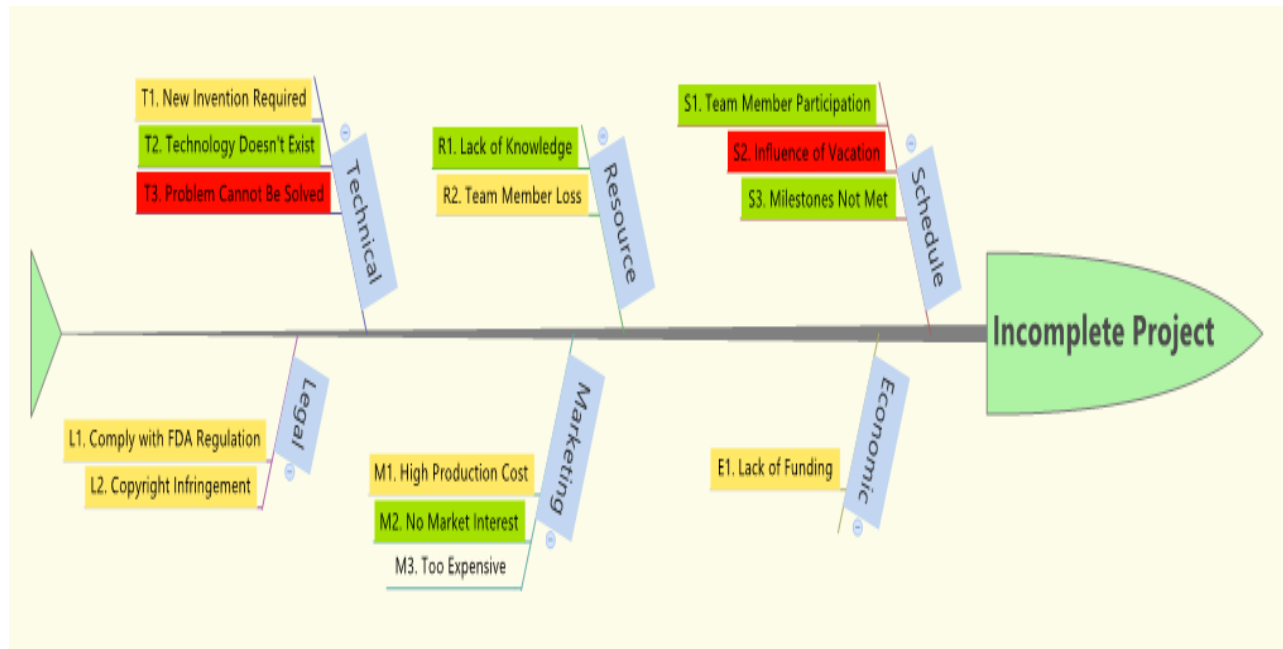 T1. New Invention Required
T2. Technology Doesn't Exist
T3. Problem Cannot Be Solved
Technical
R1. Lack of Knowledge
R2. Team Member Loss
Resource
S1. Team Member Participation
S2. Influence of Vacation
S3. Milestones Not Met
Schedule
Incomplete Project
L1. Comply with FDA Regulation
L2. Copyright Infringement
Legal
M1. High Production Cost
M2. No Market Interest
M3. Too Expensive
Marketing
E1. Lack of Funding
Economic